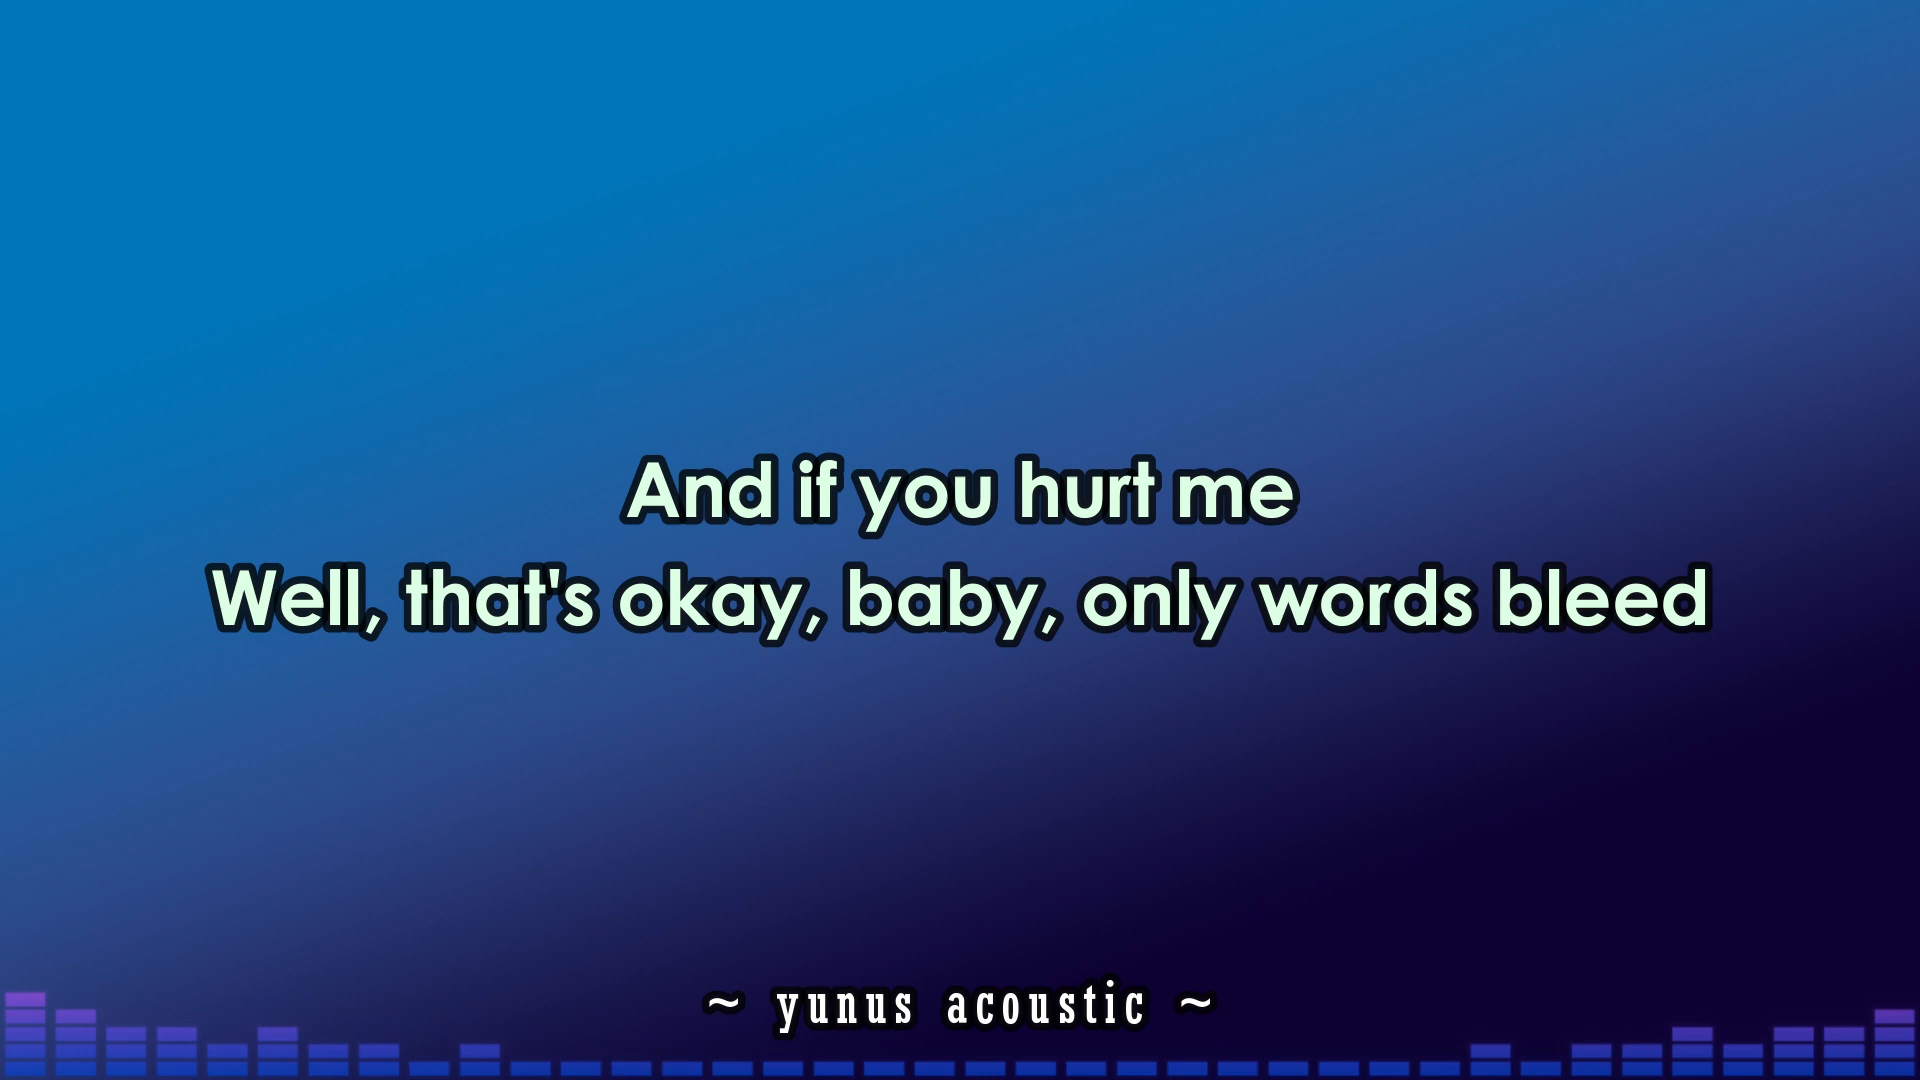 And if you hurt me
Well, that's okay, baby, only words bleed
~ yunus acoustic ~